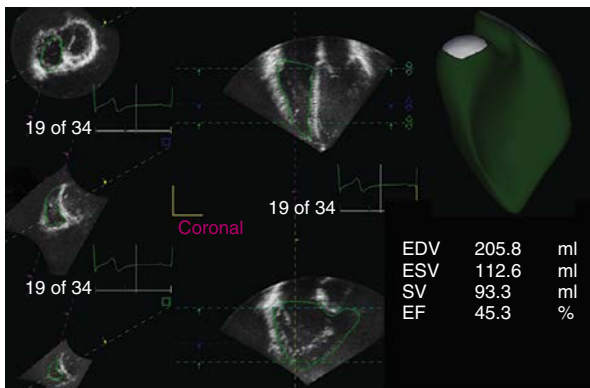 19 of 34
19 of 34
Coronal
19 of 34
EDV 205.8 ml
ESV 112.6 ml
SV 93.3 ml
EF 45.3 %